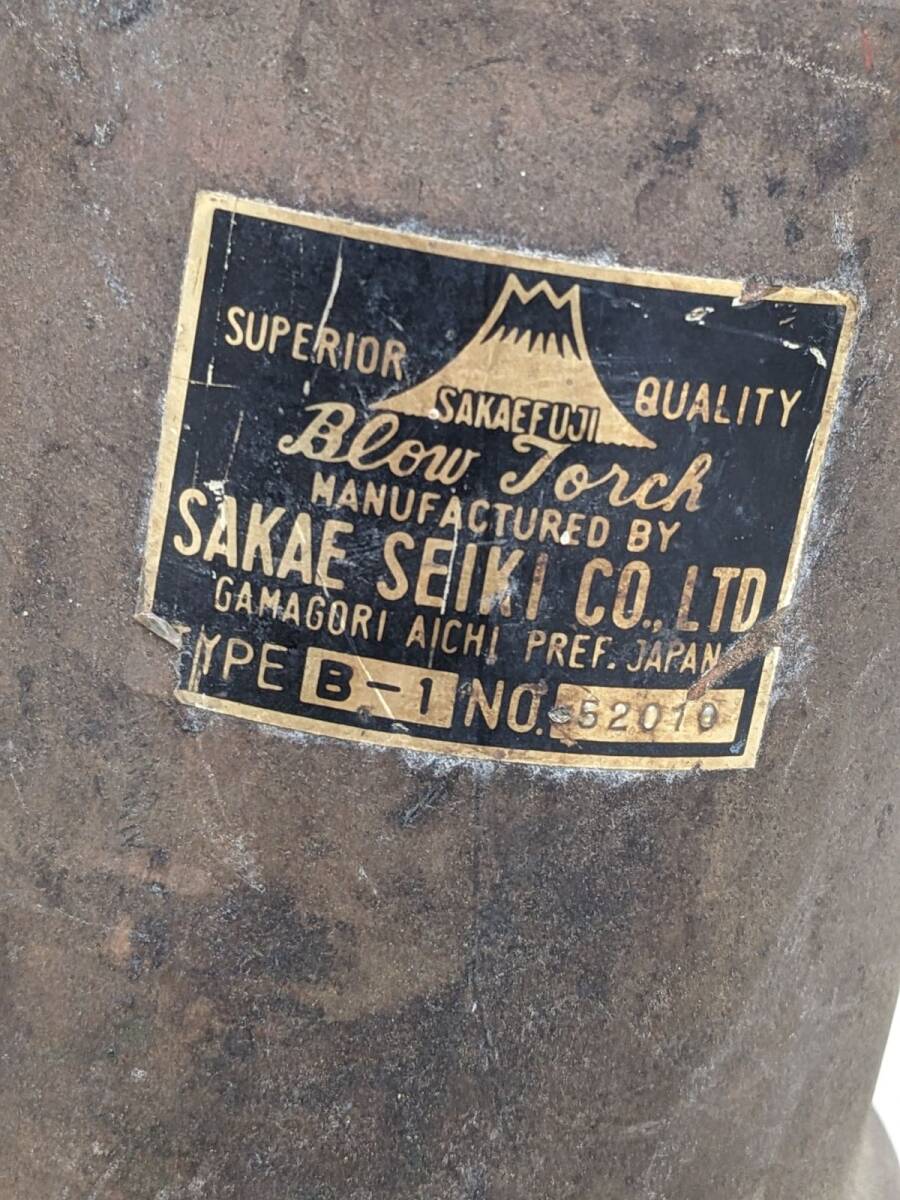 SUPERIOR QUALITY
SAKAEFUJI
Blow Torch
MANUFACTURED BY
SAKAE SEIKI CO., LTD
GAMAGORI AICHI PREF. JAPAN
TYPE B-1 NO. 52010